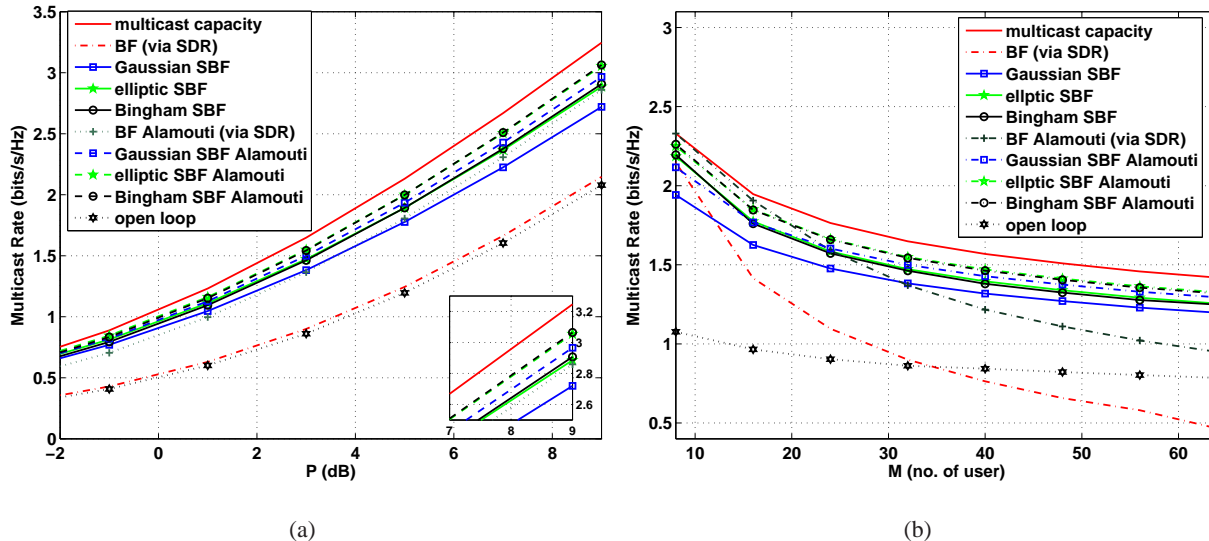 3.5
3
2.5
2
1.5
1
0.5
0
Multicast Rate (bits/s/Hz)
multicast capacity
BF (via SDR)
Gaussian SBF
elliptic SBF
Bingham SBF
BF Alamouti (via SDR)
Gaussian SBF Alamouti
elliptic SBF Alamouti
Bingham SBF Alamouti
open loop
3.2
3
2.8
2.6
7 8 9
−2 0 2 4 6 8
P (dB)
(a)
3
2.5
2
1.5
1
0.5
Multicast Rate (bits/s/Hz)
multicast capacity
BF (via SDR)
Gaussian SBF
ellptic SBF
Bingham SBF
BF Alamouti (via SDR)
Gaussian SBF Alamouti
ellptic SBF Alamouti
Bingham SBF Alamouti
open loop
10 20 30 40 50 60
M (no. of user)
(b)